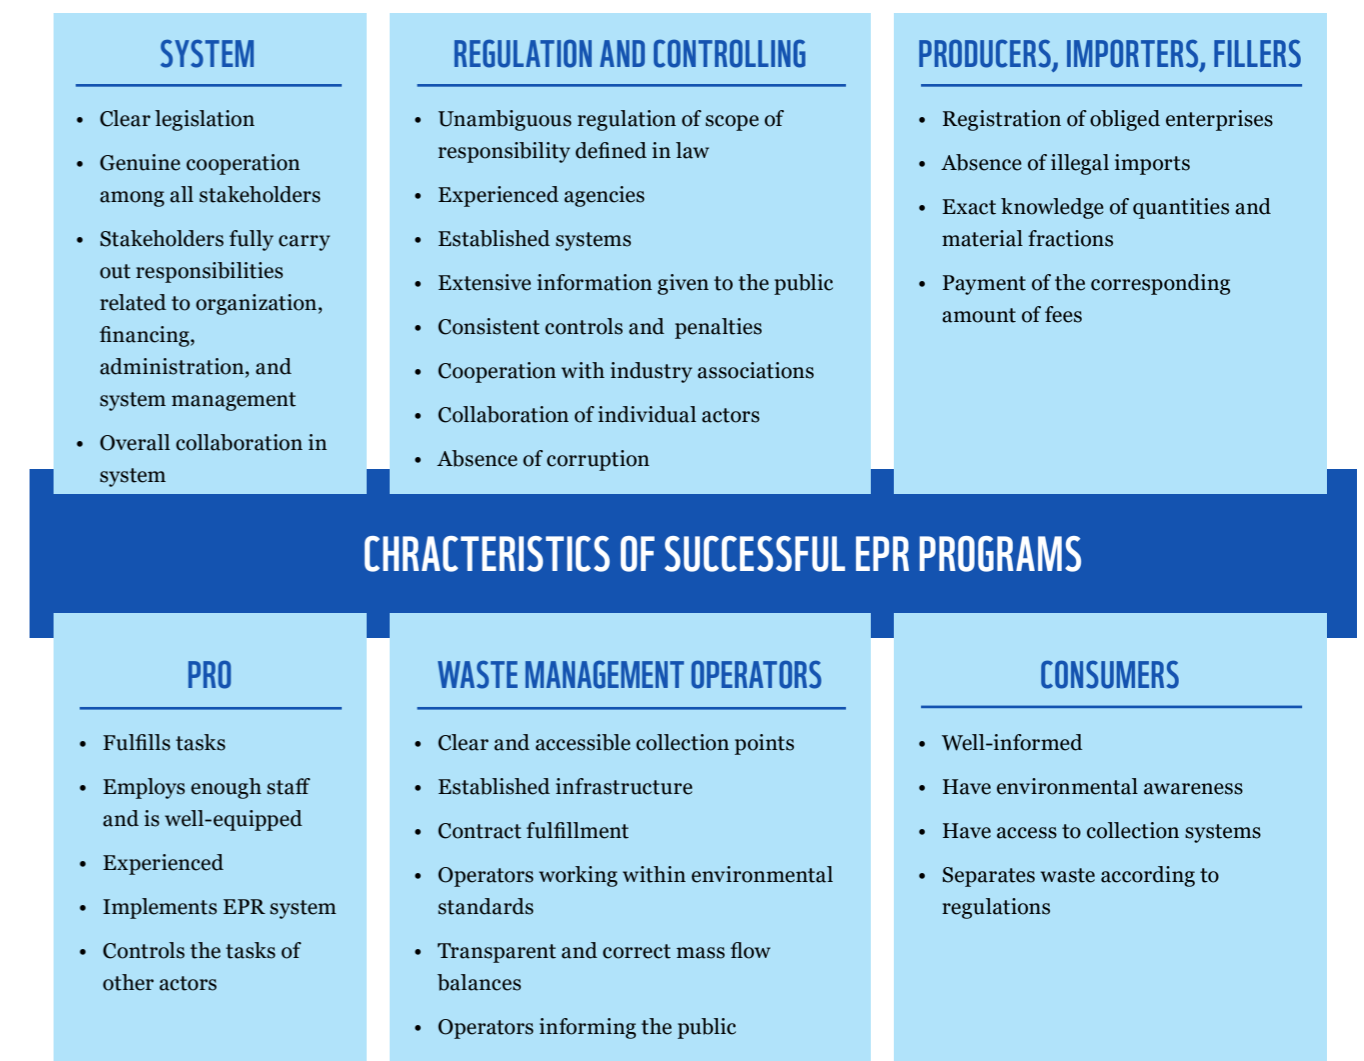 SYSTEM
• Clear legislation
• Genuine cooperation
among all stakeholders
• Stakeholders fully carry
out responsibilities
related to organization,
financing,
administration, and
system management
• Overall collaboration in
system
REGULATION AND CONTROLLING
• Unambiguous regulation of scope of
responsibility defined in law
• Experienced agencies
• Established systems
• Extensive information given to the public
• Consistent controls and penalties
• Cooperation with industry associations
• Collaboration of individual actors
• Absence of corruption
PRODUCERS, IMPORTERS, FILLERS
• Registration of obliged enterprises
• Absence of illegal imports
• Exact knowledge of quantities and
material fractions
• Payment of the corresponding
amount of fees
CHRACTERISTICS OF SUCCESSFUL EPR PROGRAMS
PRO
• Fulfills tasks
• Employs enough staff
and is well-equipped
• Experienced
• Implements EPR system
• Controls the tasks of
other actors
WASTE MANAGEMENT OPERATORS
• Clear and accessible collection points
• Established infrastructure
• Contract fulfillment
• Operators working within environmental
standards
• Transparent and correct mass flow
balances
• Operators informing the public
CONSUMERS
• Well-informed
• Have environmental awareness
• Have access to collection systems
• Separates waste according to
regulations